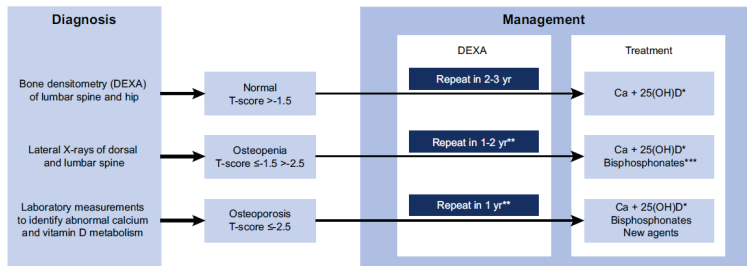 Diagnosis
Management
DEXA
Treatment
Bone densitometry (DEXA)
of lumbar spine and hip
Normal
T-score >-1.5
Repeat in 2-3 yr
Ca + 25(OH)D*
Lateral X-rays of dorsal
and lumbar spine
Osteopenia
T-score ≤-1.5 >-2.5
Repeat in 1-2 yr**
Ca + 25(OH)D*
Bisphosphonates***
Laboratory measurements
to identify abnormal calcium
and vitamin D metabolism
Osteoporosis
T-score ≤-2.5
Repeat in 1 yr**
Ca + 25(OH)D*
Bisphosphonates
New agents